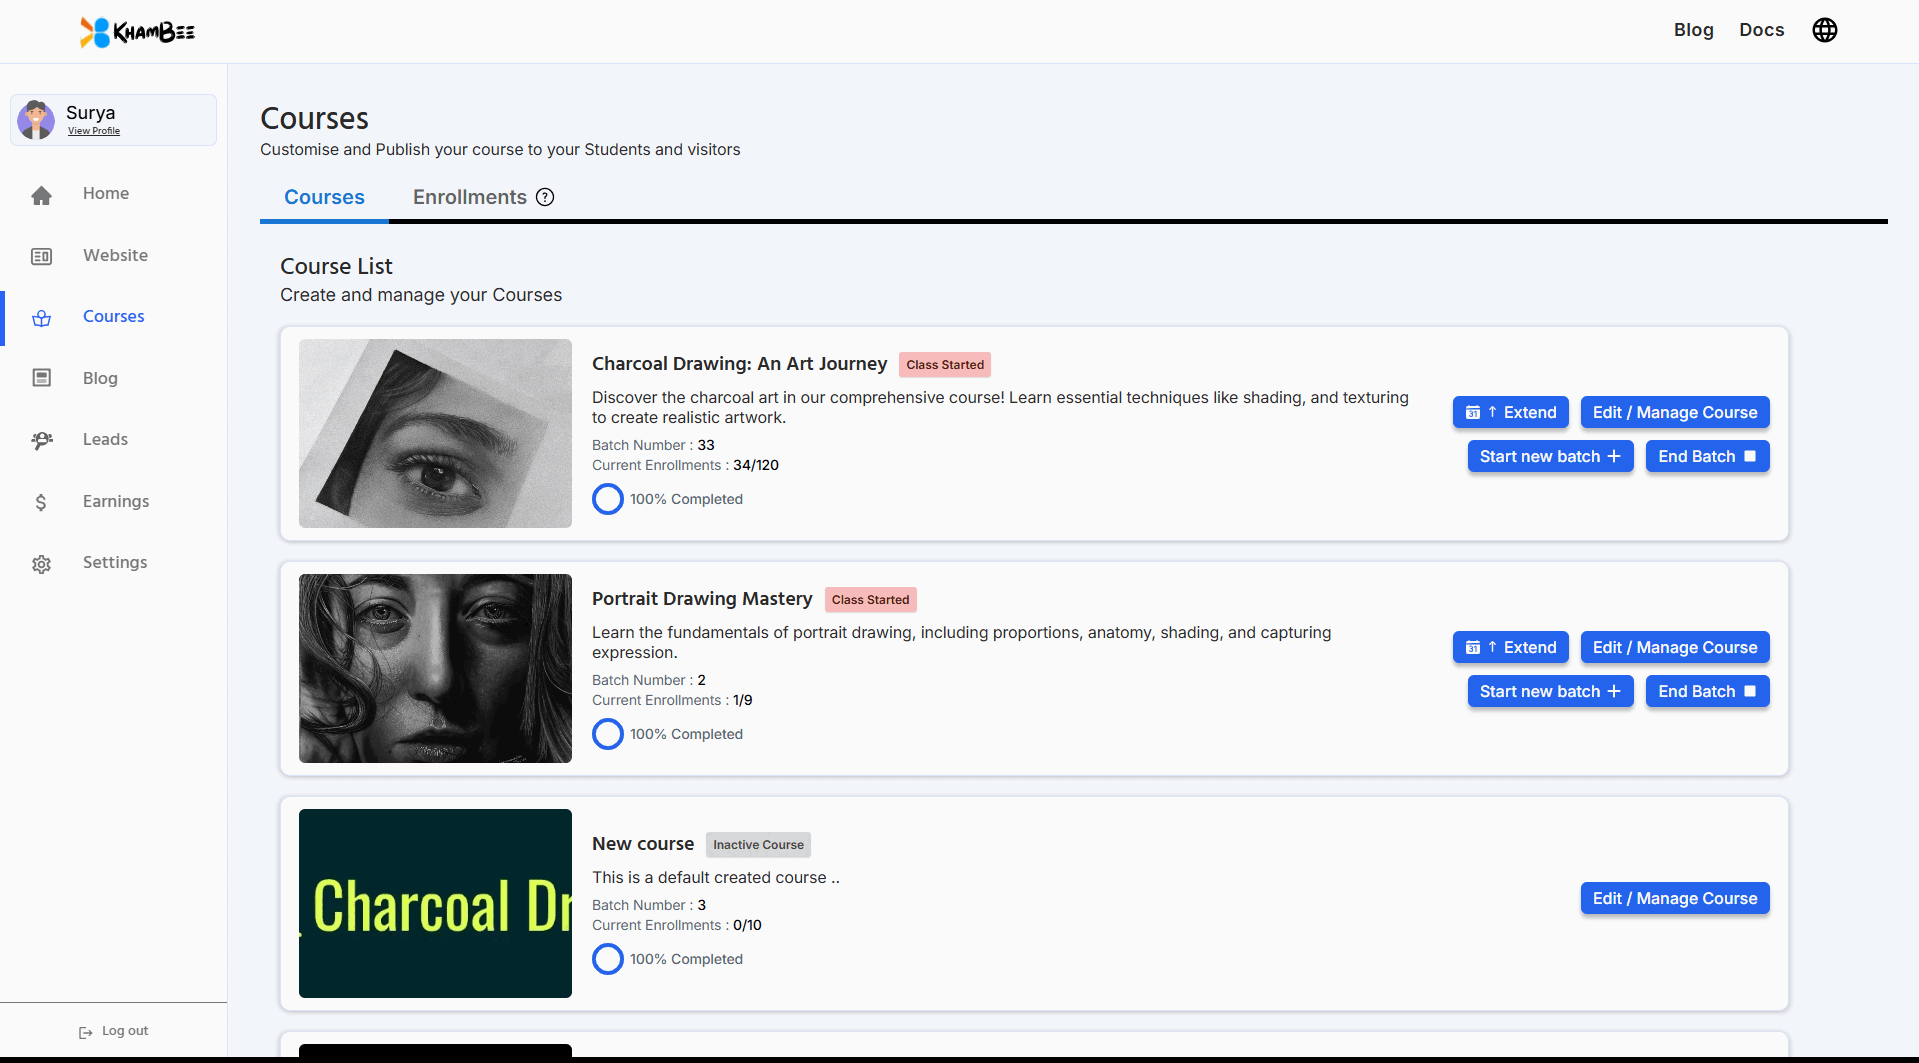 KHAMBEE
Blog
Docs
Surya
View Profile
Home
Website
Courses
Blog
Leads
Earnings
Settings
Log out
Courses
Customise and Publish your course to your Students and visitors
Courses
Enrollments ?
Course List
Create and manage your Courses
Charcoal Drawing: An Art Journey
Class Started
Discover the charcoal art in our comprehensive course! Learn essential techniques like shading, and texturing
to create realistic artwork.
Batch Number : 33
Current Enrollments : 34/120
100% Completed
31 ↑ Extend
Edit / Manage Course
Start new batch +
End Batch
Portrait Drawing Mastery
Class Started
Learn the fundamentals of portrait drawing, including proportions, anatomy, shading, and capturing
expression.
Batch Number : 2
Current Enrollments : 1/9
100% Completed
31 ↑ Extend
Edit / Manage Course
Start new batch +
End Batch
Charcoal Dr
New course
Inactive Course
This is a default created course ..
Batch Number : 3
Current Enrollments : 0/10
100% Completed
Edit / Manage Course